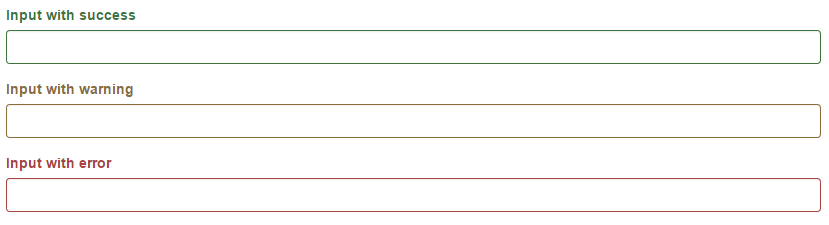 Input with success
Input with warning
Input with error